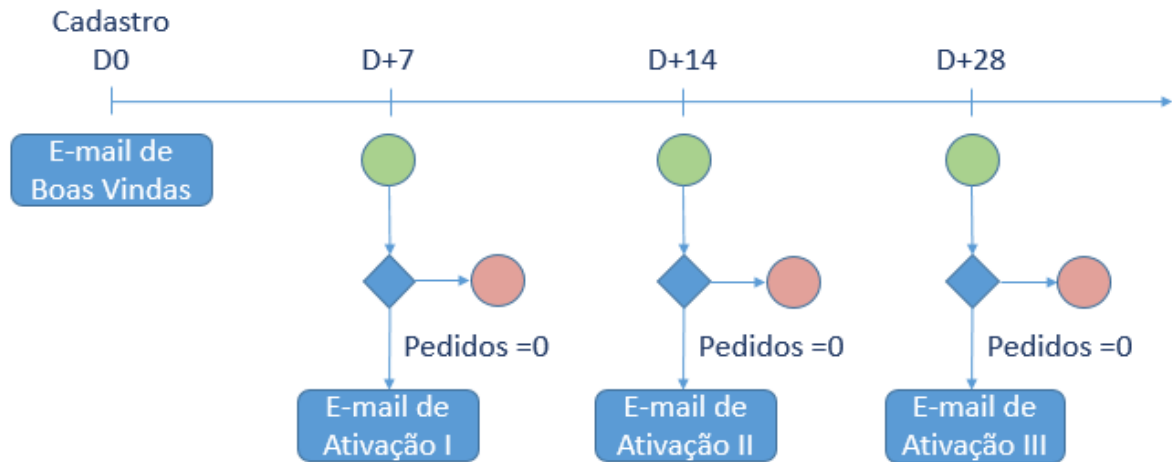 Cadastro
D0
D+7
D+14
D+28
E-mail de
Boas Vindas
Pedidos =0
Pedidos =0
Pedidos =0
E-mail de
Ativação I
E-mail de
Ativação II
E-mail de
Ativação III